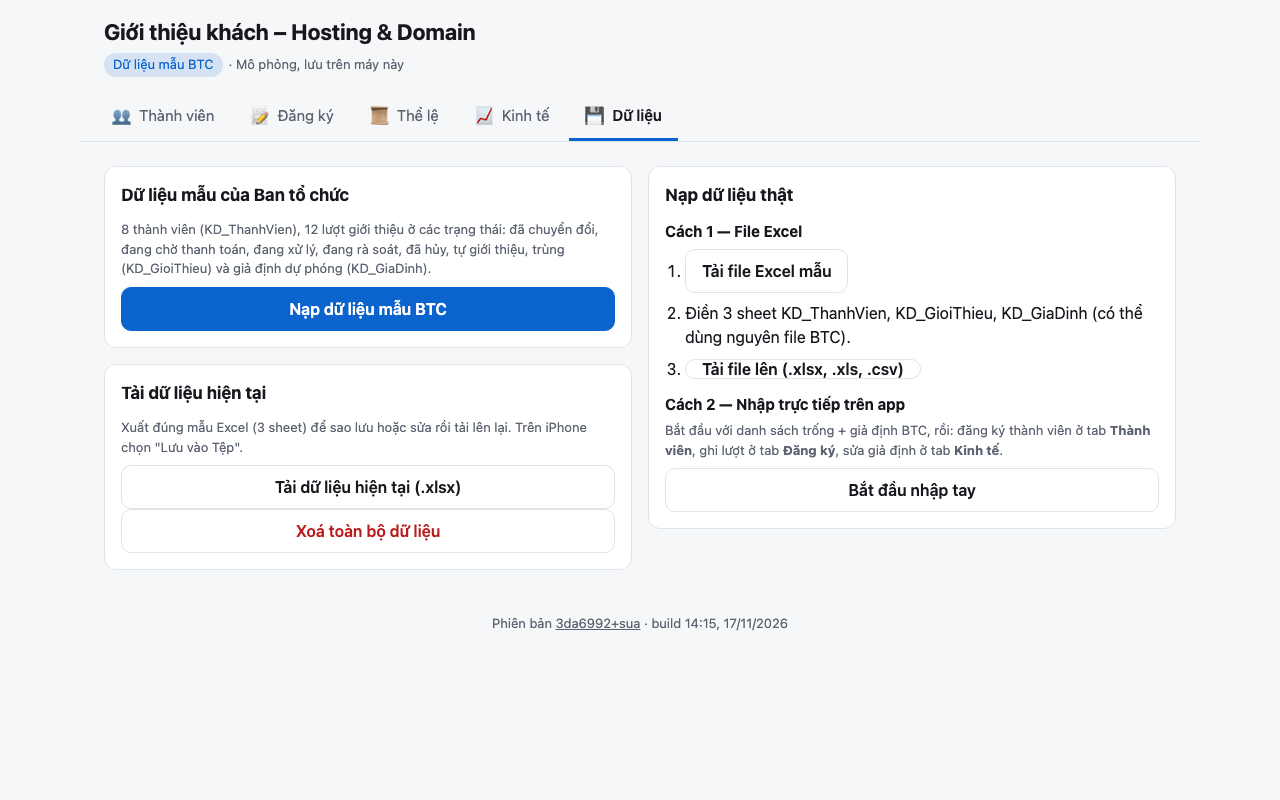 Giới thiệu khách – Hosting & Domain
Dữ liệu mẫu BTC · Mô phỏng, lưu trên máy này
Thành viên
Đăng ký
Thể lệ
Kinh tế
Dữ liệu
Dữ liệu mẫu của Ban tổ chức
8 thành viên (KD_ThanhVien), 12 lượt giới thiệu ở các trạng thái: đã chuyển đổi,
đang chờ thanh toán, đang xử lý, đang rà soát, đã hủy, tự giới thiệu, trùng
(KD_GioiThieu) và giả định dự phóng (KD_GiaDinh).
Nạp dữ liệu mẫu BTC
Tải dữ liệu hiện tại
Xuất đúng mẫu Excel (3 sheet) để sao lưu hoặc sửa rồi tải lên lại. Trên iPhone
chọn "Lưu vào Tệp".
Tải dữ liệu hiện tại (.xlsx)
Xoá toàn bộ dữ liệu
Nạp dữ liệu thật
Cách 1 — File Excel
1. Tải file Excel mẫu
2. Điền 3 sheet KD_ThanhVien, KD_GioiThieu, KD_GiaDinh (có thể
dùng nguyên file BTC).
3. Tải file lên (.xlsx, .xls, .csv)
Cách 2 — Nhập trực tiếp trên app
Bắt đầu với danh sách trống + giả định BTC, rồi: đăng ký thành viên ở tab Thành
viên, ghi lượt ở tab Đăng ký, sửa giả định ở tab Kinh tế.
Bắt đầu nhập tay
Phiên bản 3da6992+sua · build 14:15, 17/11/2026